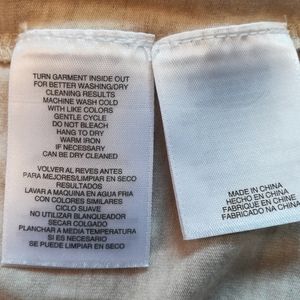 TURN GARMENT INSIDE OUT
FOR BETTER WASHING/DRY
CLEANING RESULTS
MACHINE WASH COLD
WITH LIKE COLORS
GENTLE CYCLE
DO NOT BLEACH
HANG TO DRY
WARM IRON
IF NECESSARY
CAN BE DRY CLEANED
VOLVER AL REVES ANTES
PARA MEJORES/LIMPIAR EN SECO
RESULTADOS
LAVAR A MAQUINA EN AGUA FRIA
CON COLORES SIMILARES
CICLO SUAVE
NO UTILIZAR BLANQUEADOR
SECAR COLGADO
PLANCHAR A MEDIA TEMPERATURA
SI ES NECESARIO
SE PUEDE LIMPIAR EN SECO
MADE IN CHINA
HECHO EN CHINA
FABRIQUE EN CHINE
FABRICADO NA CHINA